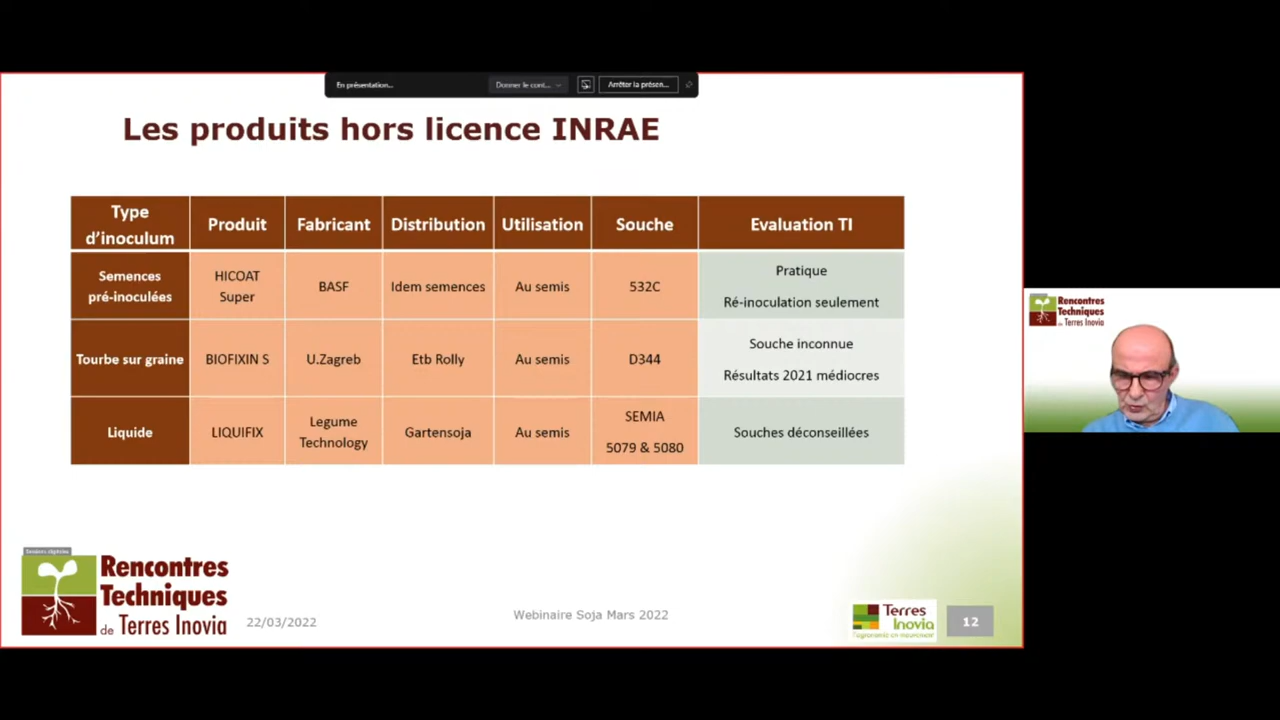 En présentation...
Donner le cont...
Arrêter la présen...
Les produits hors licence INRAE
Type d'inoculum
Produit
Fabricant
Distribution
Utilisation
Souche
Evaluation TI
Semences pré-inoculées
HICOAT Super
BASF
Idem semences
Au semis
532C
Pratique
Ré-inoculation seulement
Tourbe sur graine
BIOFIXIN S
U.Zagreb
Etb Rolly
Au semis
D344
Souche inconnue
Résultats 2021 médiocres
Liquide
LIQUIFIX
Legume Technology
Gartensoja
Au semis
SEMIA
5079 & 5080
Souches déconseillées
Rencontres
Techniques
de Terres Inovia
Rencontres
Techniques
de Terres Inovia
22/03/2022
Webinaire Soja Mars 2022
Terres
Inovia
l'agronomie en mouvement
12